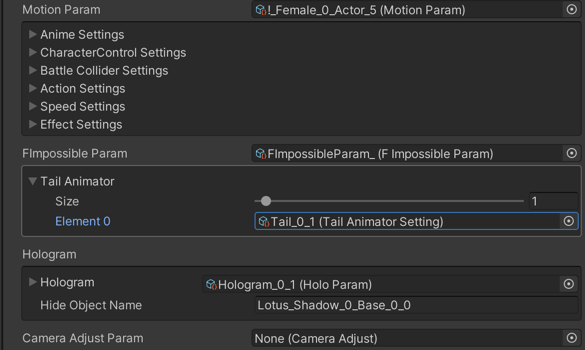 Motion Param !_Female_0_Actor_5 (Motion Param)
Anime Settings
CharacterControl Settings
Battle Collider Settings
Action Settings
Speed Settings
Effect Settings
FImpossible Param FImpossibleParam_ (F Impossible Param)
Tail Animator
Size 1
Element 0 Tail_0_1 (Tail Animator Setting)
Hologram
Hologram Hologram_0_1 (Holo Param)
Hide Object Name Lotus_Shadow_0_Base_0_0
Camera Adjust Param None (Camera Adjust)